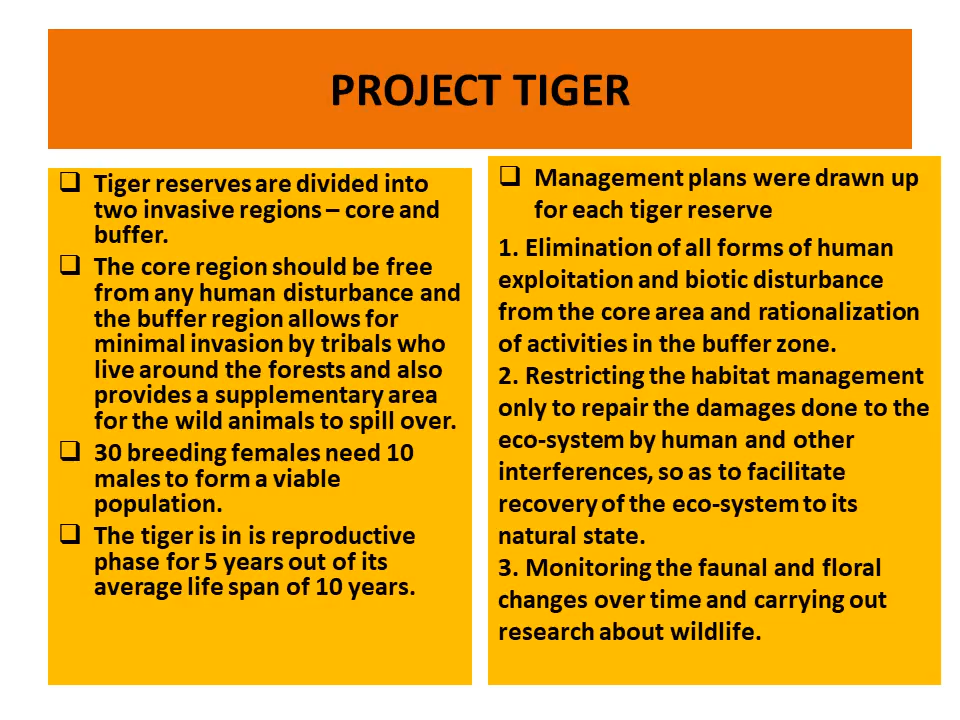 PROJECT TIGER
❑ Tiger reserves are divided into
two invasive regions – core and
buffer.
❑ The core region should be free
from any human disturbance and
the buffer region allows for
minimal invasion by tribals who
live around the forests and also
provides a supplementary area
for the wild animals to spill over.
❑ 30 breeding females need 10
males to form a viable
population.
❑ The tiger is in is reproductive
phase for 5 years out of its
average life span of 10 years.
❑ Management plans were drawn up
for each tiger reserve
1. Elimination of all forms of human
exploitation and biotic disturbance
from the core area and rationalization
of activities in the buffer zone.
2. Restricting the habitat management
only to repair the damages done to the
eco-system by human and other
interferences, so as to facilitate
recovery of the eco-system to its
natural state.
3. Monitoring the faunal and floral
changes over time and carrying out
research about wildlife.